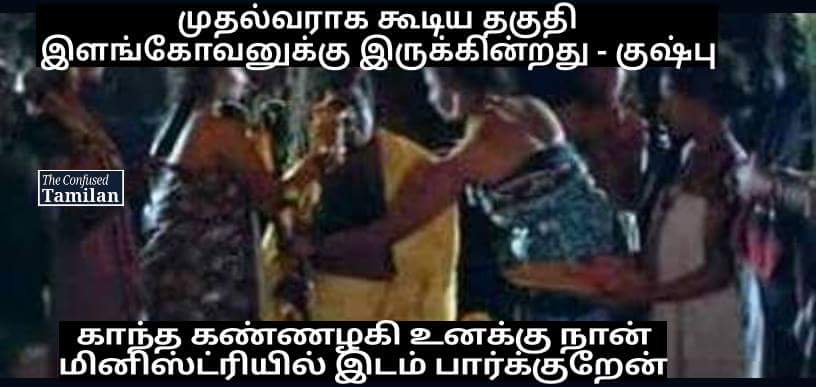 முதல்வராக கூடிய தகுதி
இளங்கோவனுக்கு இருக்கின்றது - குஷ்பு
The Confused
Tamilan
காந்த கண்ணழகி உனக்கு நான்
மினிஸ்ட்ரியில் இடம் பார்க்குறேன்